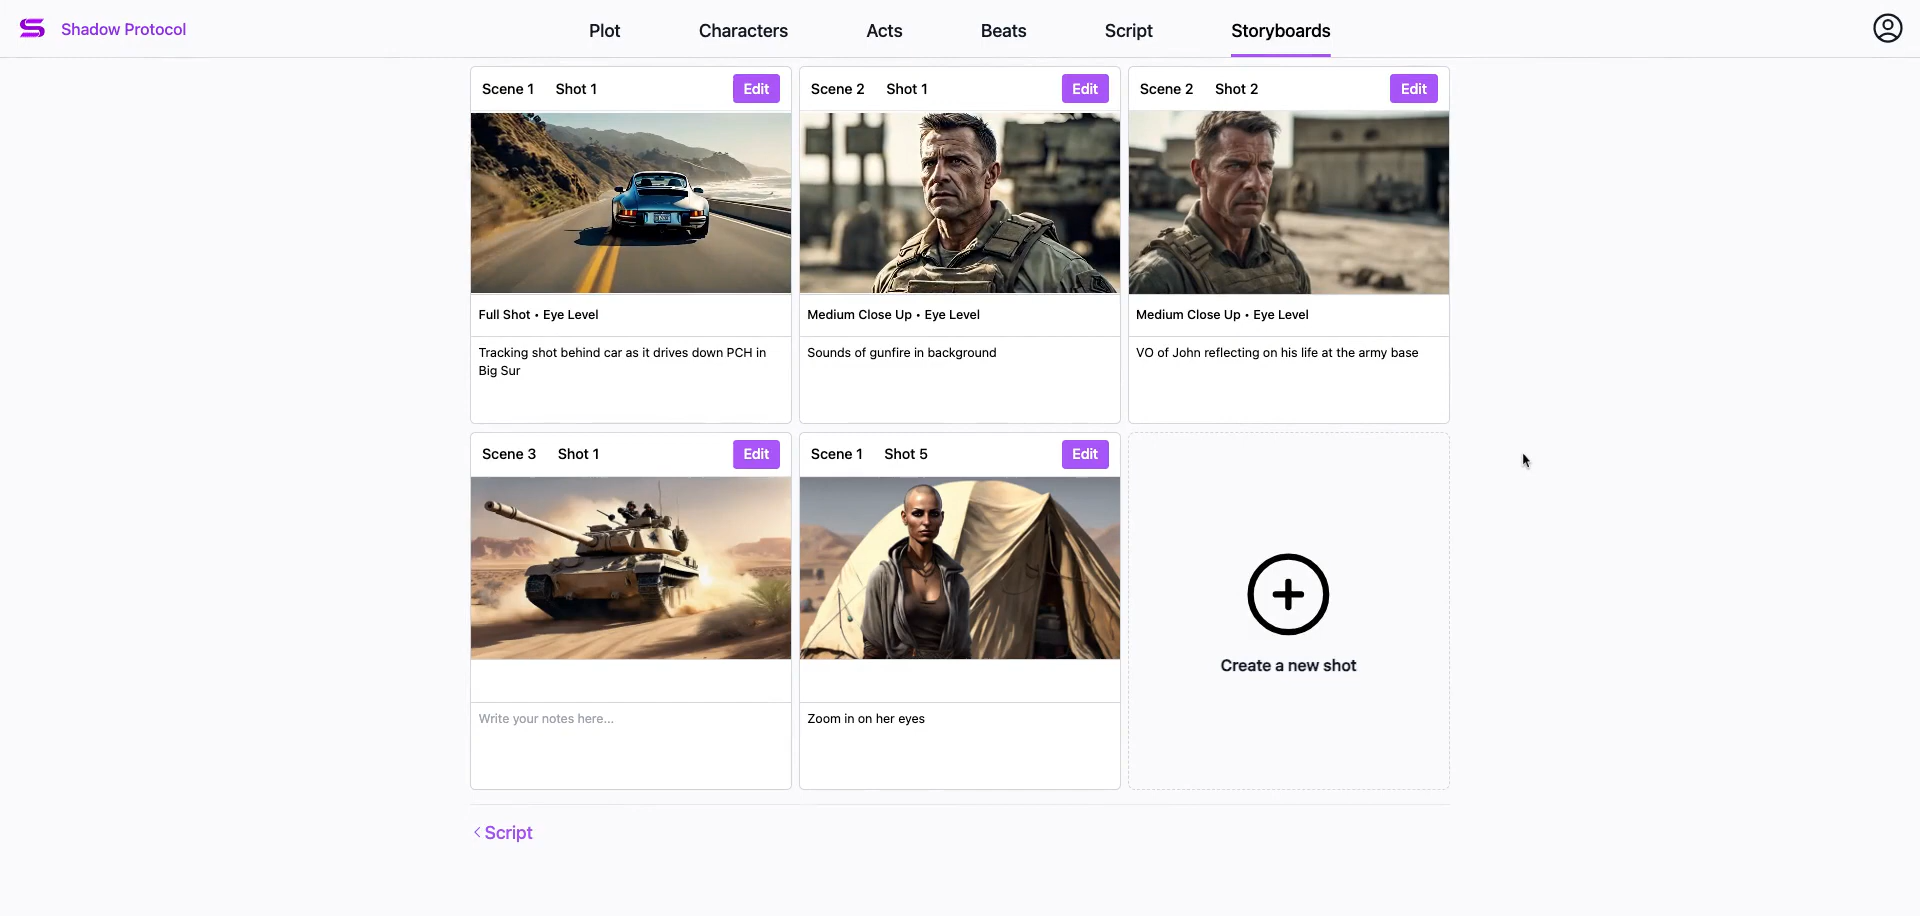 Shadow Protocol
Plot
Characters
Acts
Beats
Script
Storyboards
Scene 1 Shot 1 Edit
Full Shot • Eye Level
Tracking shot behind car as it drives down PCH in
Big Sur
Scene 2 Shot 1 Edit
Medium Close Up • Eye Level
Sounds of gunfire in background
Scene 2 Shot 2 Edit
Medium Close Up • Eye Level
VO of John reflecting on his life at the army base
Scene 3 Shot 1 Edit
Write your notes here...
Scene 1 Shot 5 Edit
Zoom in on her eyes
Create a new shot
Script